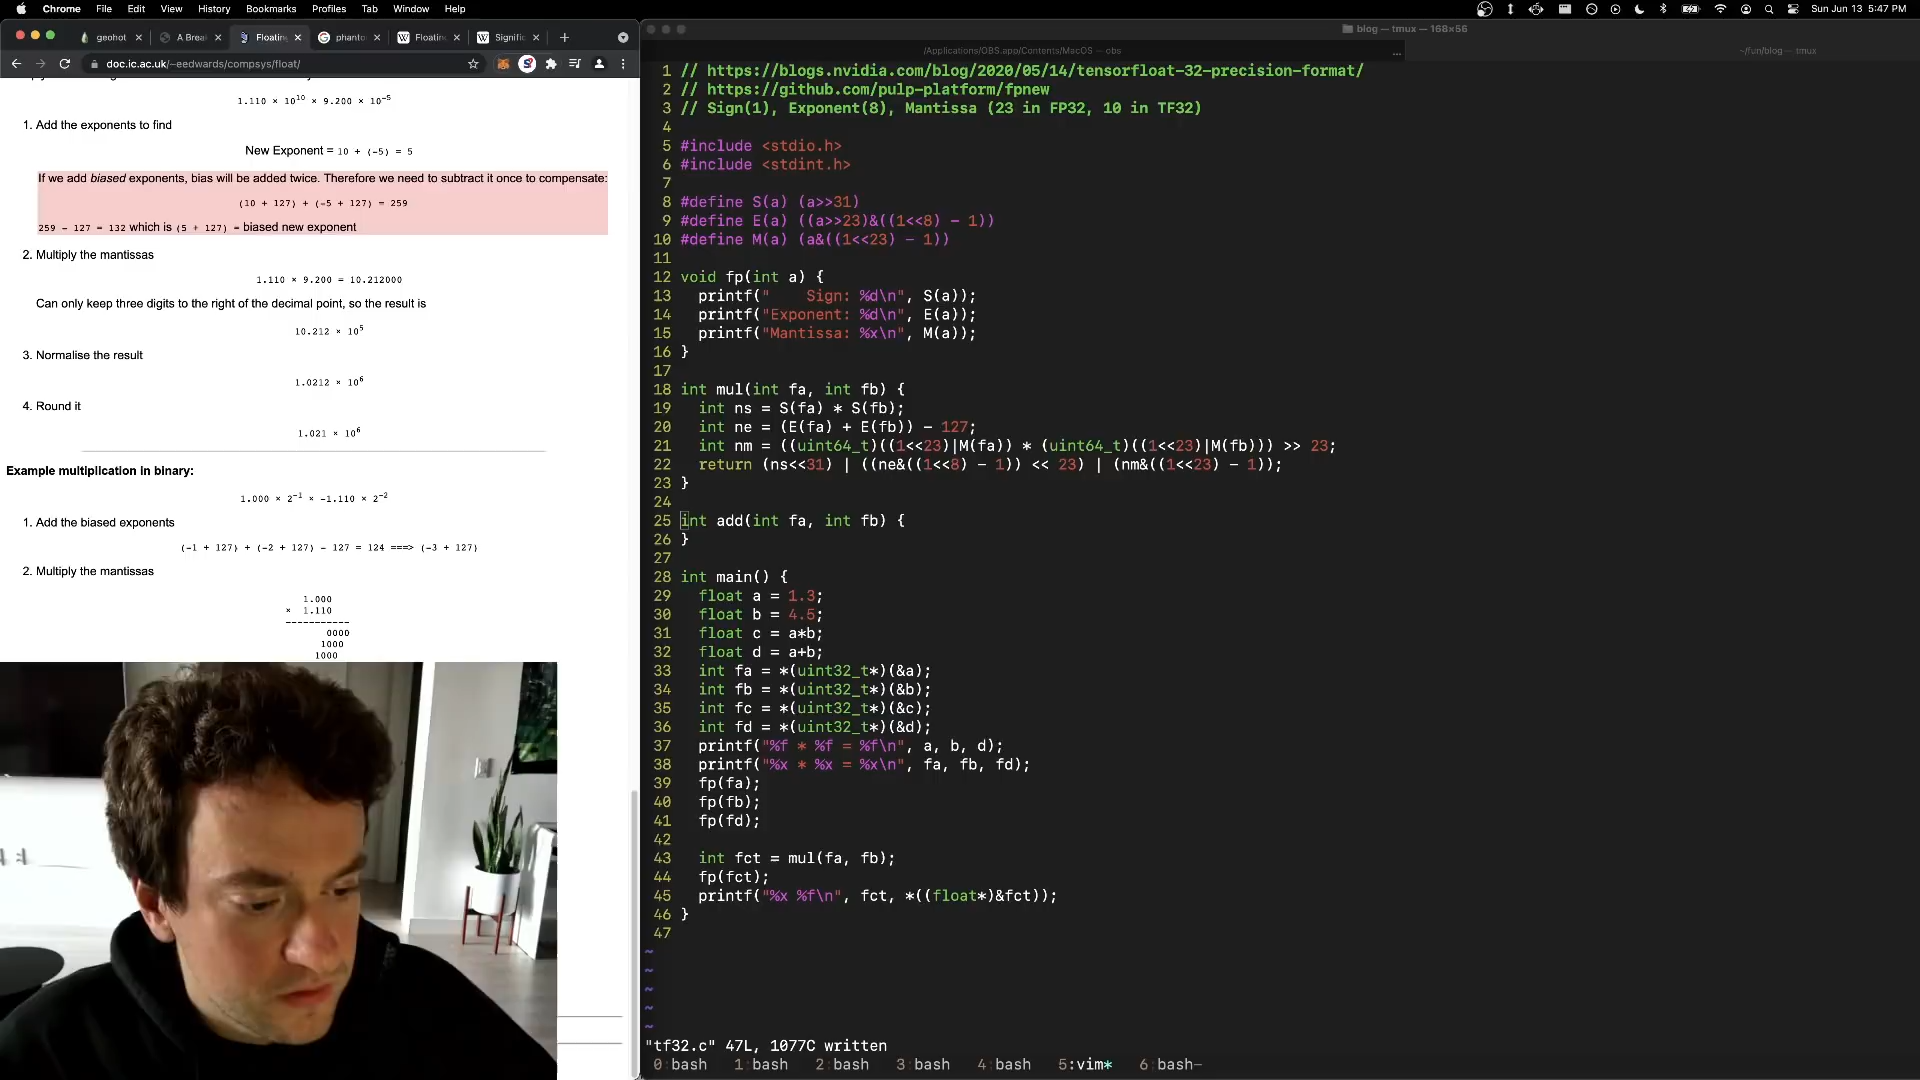 Chrome File Edit View History Bookmarks Profiles Tab Window Help
Sun Jun 13 5:47 PM
geohot
A Brea
Floatin
phanto
Floatin
Signific
doc.ic.ac.uk/~eedwards/compsys/float/
1.110 × 10^10 × 9.200 × 10^-5
1. Add the exponents to find
New Exponent = 10 + (-5) = 5
If we add biased exponents, bias will be added twice. Therefore we need to subtract it once to compensate:
(10 + 127) + (-5 + 127) = 259
259 - 127 = 132 which is (5 + 127) = biased new exponent
2. Multiply the mantissas
1.110 × 9.200 = 10.212000
Can only keep three digits to the right of the decimal point, so the result is
10.212 × 10^5
3. Normalise the result
1.0212 × 10^6
4. Round it
1.021 × 10^6
Example multiplication in binary:
1.000 × 2^-1 × -1.110 × 2^-2
1. Add the biased exponents
(-1 + 127) + (-2 + 127) - 127 = 124 ===> (-3 + 127)
2. Multiply the mantissas
1.000
× 1.110
-----------
0000
1000
1000
blog — tmux — 168×56
/Applications/OBS.app/Contents/MacOS — obs
...
~/fun/blog — tmux
1 // https://blogs.nvidia.com/blog/2020/05/14/tensorfloat-32-precision-format/
2 // https://github.com/pulp-platform/fpnew
3 // Sign(1), Exponent(8), Mantissa (23 in FP32, 10 in TF32)
4
5 #include <stdio.h>
6 #include <stdint.h>
7
8 #define S(a) (a>>31)
9 #define E(a) ((a>>23)&((1<<8) - 1))
10 #define M(a) (a&((1<<23) - 1))
11
12 void fp(int a) {
13   printf("    Sign: %d\n", S(a));
14   printf("Exponent: %d\n", E(a));
15   printf("Mantissa: %x\n", M(a));
16 }
17
18 int mul(int fa, int fb) {
19   int ns = S(fa) * S(fb);
20   int ne = (E(fa) + E(fb)) - 127;
21   int nm = ((uint64_t)((1<<23)|M(fa)) * (uint64_t)((1<<23)|M(fb))) >> 23;
22   return (ns<<31) | ((ne&((1<<8) - 1)) << 23) | (nm&((1<<23) - 1));
23 }
24
25 int add(int fa, int fb) {
26 }
27
28 int main() {
29   float a = 1.3;
30   float b = 4.5;
31   float c = a*b;
32   float d = a+b;
33   int fa = *(uint32_t*)(&a);
34   int fb = *(uint32_t*)(&b);
35   int fc = *(uint32_t*)(&c);
36   int fd = *(uint32_t*)(&d);
37   printf("%f * %f = %f\n", a, b, d);
38   printf("%x * %x = %x\n", fa, fb, fd);
39   fp(fa);
40   fp(fb);
41   fp(fd);
42
43   int fct = mul(fa, fb);
44   fp(fct);
45   printf("%x %f\n", fct, *((float*)&fct));
46 }
47
~
~
~
~
~
"tf32.c" 47L, 1077C written
0 bash 1 bash 2 bash 3 bash 4 bash 5:vim* 6 bash-